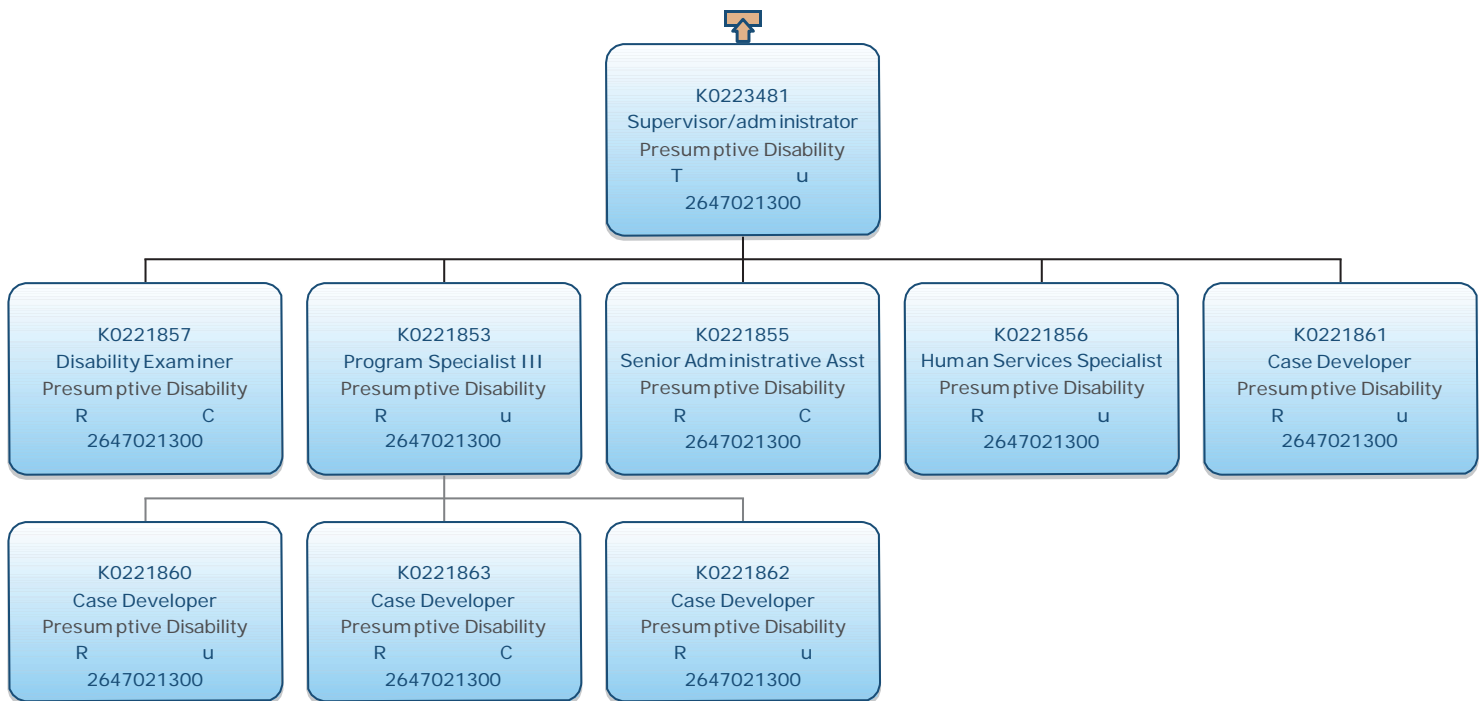 K0223481
Supervisor/administrator
Presumptive Disability
T u
2647021300
K0221857
Disability Examiner
Presumptive Disability
R C
2647021300
K0221853
Program Specialist III
Presumptive Disability
R u
2647021300
K0221855
Senior Administrative Asst
Presumptive Disability
R C
2647021300
K0221856
Human Services Specialist
Presumptive Disability
R u
2647021300
K0221861
Case Developer
Presumptive Disability
R u
2647021300
K0221860
Case Developer
Presumptive Disability
R u
2647021300
K0221863
Case Developer
Presumptive Disability
R C
2647021300
K0221862
Case Developer
Presumptive Disability
R u
2647021300